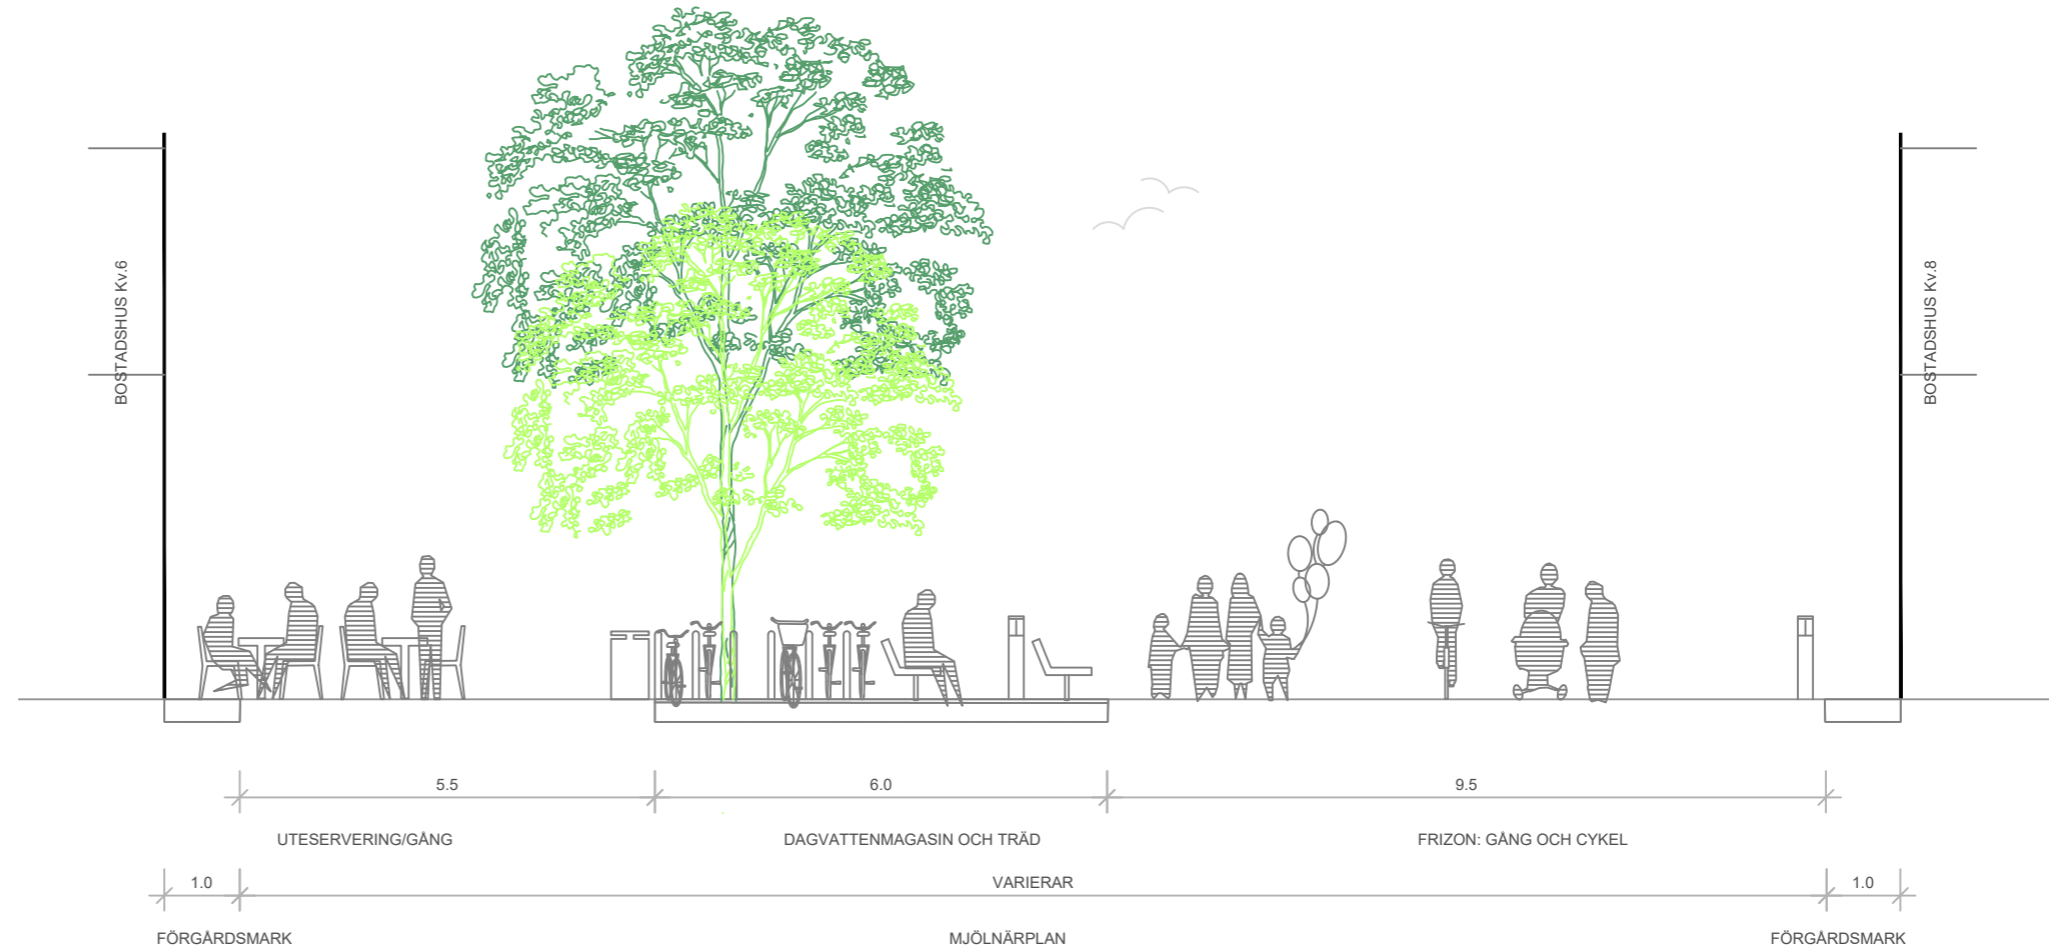 BOSTADSHUS Kv.6
BOSTADSHUS Kv.8
5.5
6.0
9.5
UTESERVERING/GÅNG
DAGVATTENMAGASIN OCH TRÄD
FRIZON: GÅNG OCH CYKEL
1.0
VARIERAR
1.0
FÖRGÅRDSMARK
MJÖLNÄRPLAN
FÖRGÅRDSMARK